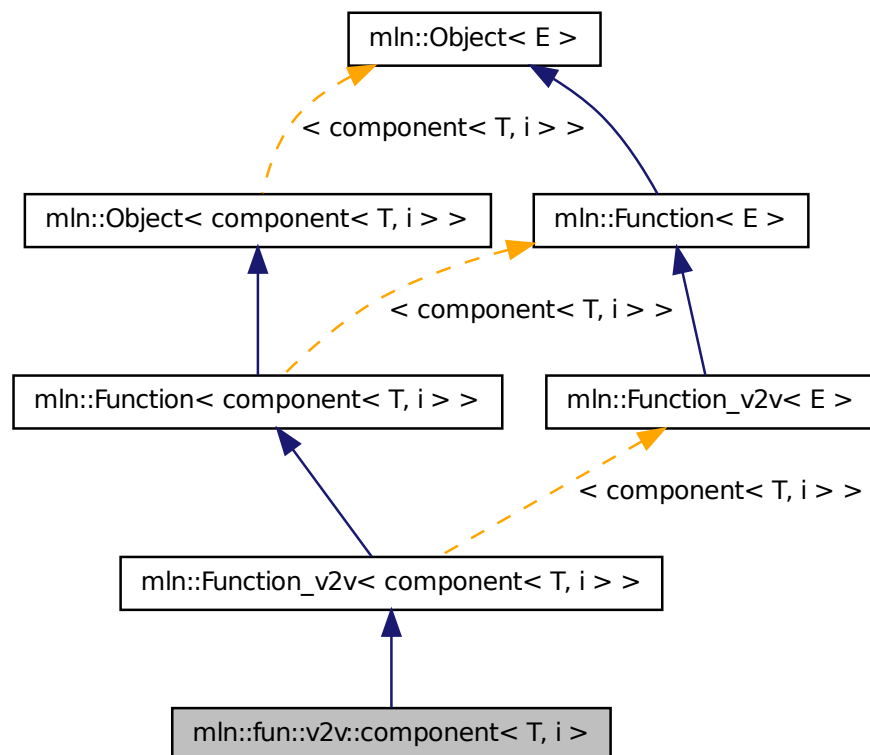 mln::Object< E >
< component< T, i > >
mln::Object< component< T, i > >
mln::Function< E >
< component< T, i > >
mln::Function< component< T, i > >
mln::Function_v2v< E >
< component< T, i > >
mln::Function_v2v< component< T, i > >
mln::fun::v2v::component< T, i >